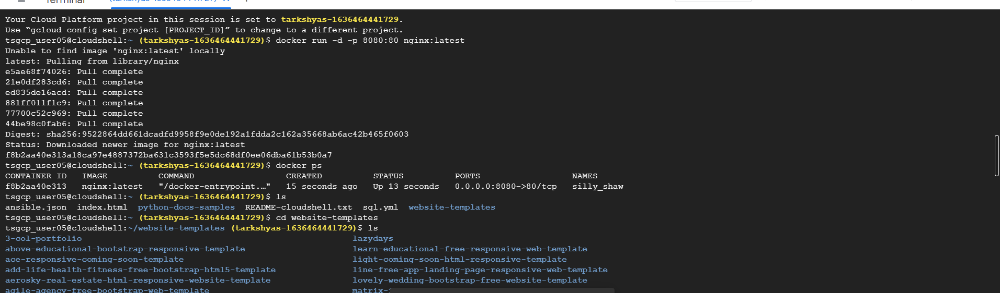 Terminal
Your Cloud Platform project in this session is set to tarkshyas-1636464441729.
Use “gcloud config set project [PROJECT_ID]” to change to a different project.
tsgcp_user05@cloudshell:~ (tarkshyas-1636464441729)$ docker run -d -p 8080:80 nginx:latest
Unable to find image 'nginx:latest' locally
latest: Pulling from library/nginx
e5ae68f74026: Pull complete
21e0df283cd6: Pull complete
ed835de16acd: Pull complete
881ff011f1c9: Pull complete
77700c52c969: Pull complete
44be98c0fab6: Pull complete
Digest: sha256:9522864dd661dcadfd9958f9e0de192a1fdda2c162a35668ab6ac42b465f0603
Status: Downloaded newer image for nginx:latest
f8b2aa40e313a18ca97e4887372ba631c3593f5e5dc68df0ee06dba61b53b0a7
tsgcp_user05@cloudshell:~ (tarkshyas-1636464441729)$ docker ps
CONTAINER ID   IMAGE          COMMAND                  CREATED          STATUS          PORTS                  NAMES
f8b2aa40e313   nginx:latest   "/docker-entrypoint.…"   15 seconds ago   Up 13 seconds   0.0.0.0:8080->80/tcp   silly_shaw
tsgcp_user05@cloudshell:~ (tarkshyas-1636464441729)$ ls
ansible.json  index.html  python-docs-samples  README-cloudshell.txt  sql.yml  website-templates
tsgcp_user05@cloudshell:~ (tarkshyas-1636464441729)$ cd website-templates
tsgcp_user05@cloudshell:~/website-templates (tarkshyas-1636464441729)$ ls
3-col-portfolio                                                     lazydays
above-educational-bootstrap-responsive-template                     learn-educational-free-responsive-web-template
ace-responsive-coming-soon-template                                 light-coming-soon-html-responsive-template
add-life-health-fitness-free-bootstrap-html5-template               line-free-app-landing-page-responsive-web-template
aerosky-real-estate-html-responsive-website-template                lovely-wedding-bootstrap-free-website-template
agile-agency-free-bootstrap-web-template                            matrix-